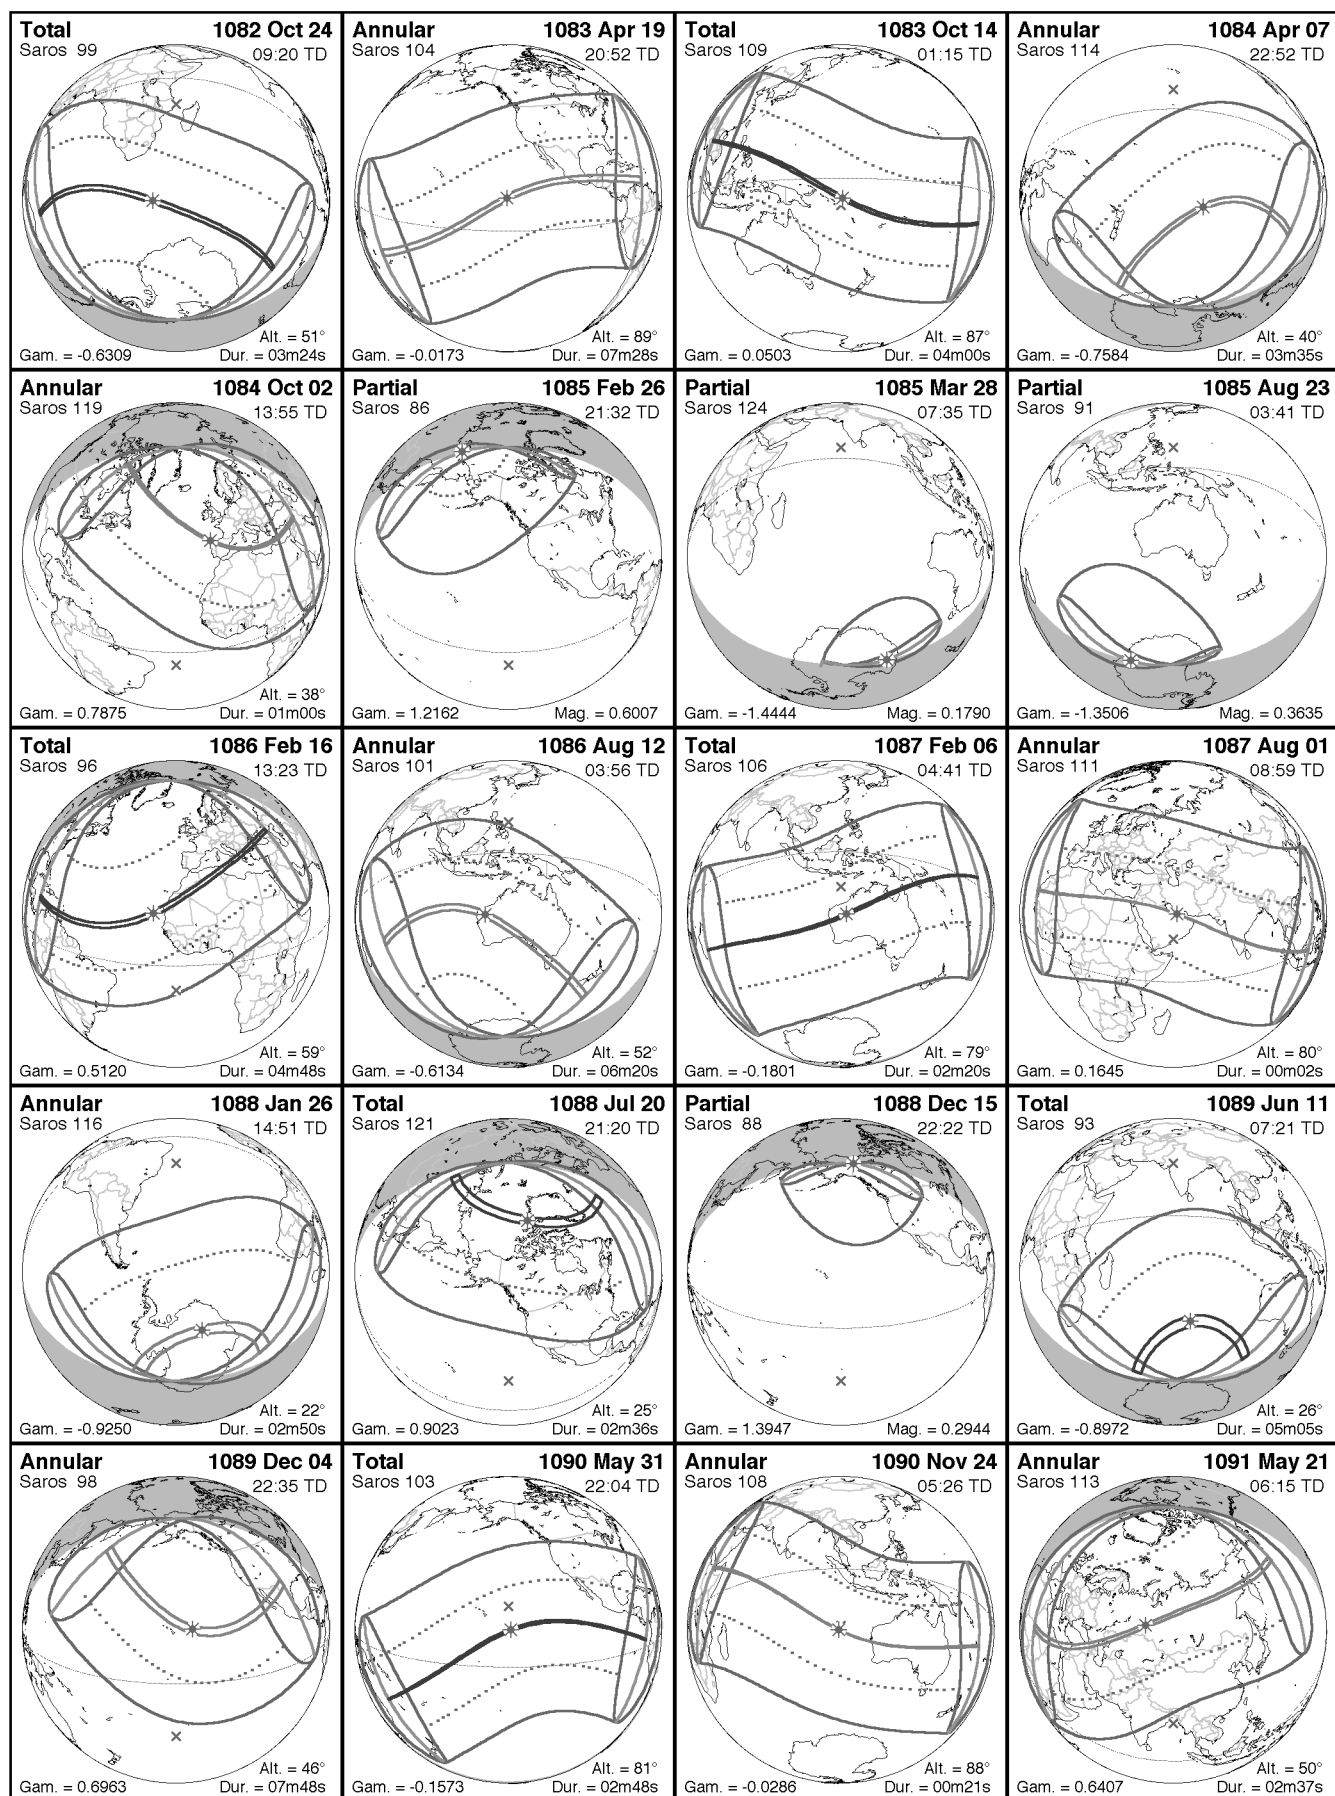 Total 1082 Oct 24
Saros 99 09:20 TD
Alt. = 51°
Gam. = -0.6309 Dur. = 03m24s
Annular 1083 Apr 19
Saros 104 20:52 TD
Alt. = 89°
Gam. = -0.0173 Dur. = 07m28s
Total 1083 Oct 14
Saros 109 01:15 TD
Alt. = 87°
Gam. = 0.0503 Dur. = 04m00s
Annular 1084 Apr 07
Saros 114 22:52 TD
Alt. = 40°
Gam. = -0.7584 Dur. = 03m35s
Annular 1084 Oct 02
Saros 119 13:55 TD
Alt. = 38°
Gam. = 0.7875 Dur. = 01m00s
Partial 1085 Feb 26
Saros 86 21:32 TD
Gam. = 1.2162 Mag. = 0.6007
Partial 1085 Mar 28
Saros 124 07:35 TD
Gam. = -1.4444 Mag. = 0.1790
Partial 1085 Aug 23
Saros 91 03:41 TD
Gam. = -1.3506 Mag. = 0.3635
Total 1086 Feb 16
Saros 96 13:23 TD
Alt. = 59°
Gam. = 0.5120 Dur. = 04m48s
Annular 1086 Aug 12
Saros 101 03:56 TD
Alt. = 52°
Gam. = -0.6134 Dur. = 06m20s
Total 1087 Feb 06
Saros 106 04:41 TD
Alt. = 79°
Gam. = -0.1801 Dur. = 02m20s
Annular 1087 Aug 01
Saros 111 08:59 TD
Alt. = 80°
Gam. = 0.1645 Dur. = 00m02s
Annular 1088 Jan 26
Saros 116 14:51 TD
Alt. = 22°
Gam. = -0.9250 Dur. = 02m50s
Total 1088 Jul 20
Saros 121 21:20 TD
Alt. = 25°
Gam. = 0.9023 Dur. = 02m36s
Partial 1088 Dec 15
Saros 88 22:22 TD
Gam. = 1.3947 Mag. = 0.2944
Total 1089 Jun 11
Saros 93 07:21 TD
Alt. = 26°
Gam. = -0.8972 Dur. = 05m05s
Annular 1089 Dec 04
Saros 98 22:35 TD
Alt. = 46°
Gam. = 0.6963 Dur. = 07m48s
Total 1090 May 31
Saros 103 22:04 TD
Alt. = 81°
Gam. = -0.1573 Dur. = 02m48s
Annular 1090 Nov 24
Saros 108 05:26 TD
Alt. = 88°
Gam. = -0.0286 Dur. = 00m21s
Annular 1091 May 21
Saros 113 06:15 TD
Alt. = 50°
Gam. = 0.6407 Dur. = 02m37s